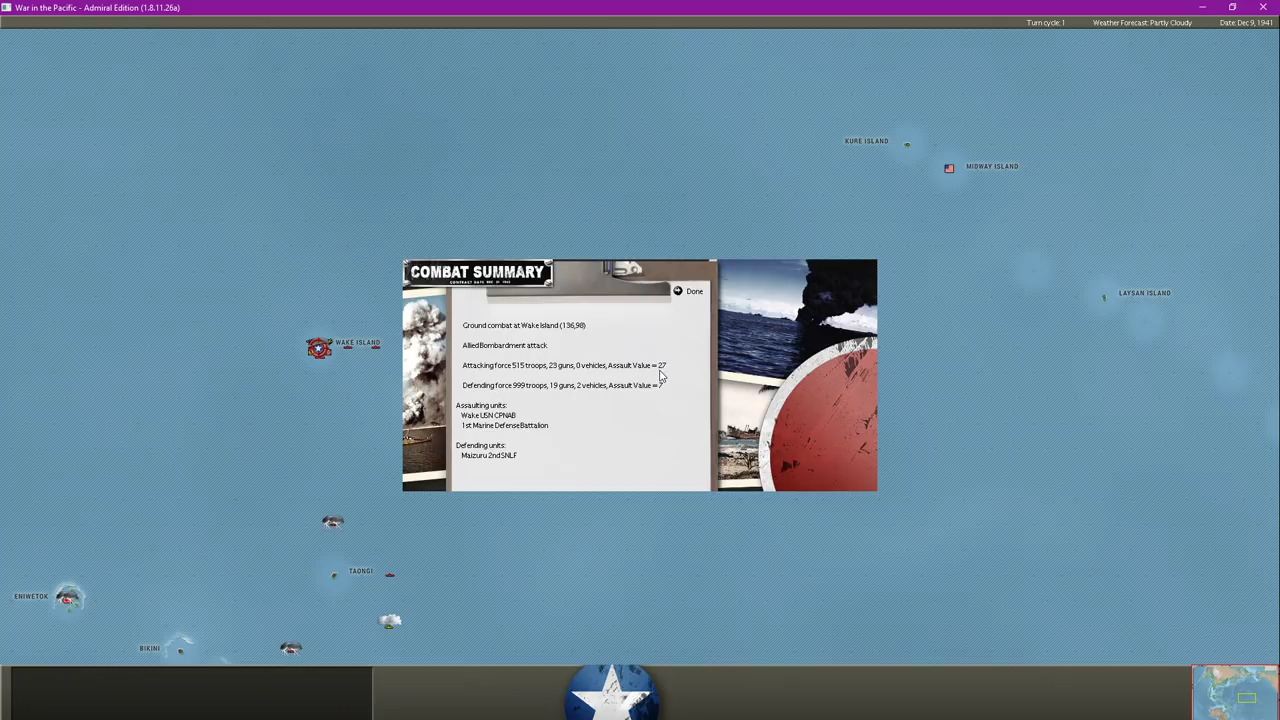 War in the Pacific - Admiral Edition (1.8.11.26a)
Turn cycle: 1
Weather Forecast: Partly Cloudy
Date: Dec 9, 1941
KURE ISLAND
MIDWAY ISLAND
LAYSAN ISLAND
COMBAT SUMMARY
Done
Ground combat at Wake Island (136,98)
WAKE ISLAND
Allied Bombardment attack
Attacking force 515 troops, 23 guns, 0 vehicles, Assault Value = 27
Defending force 999 troops, 19 guns, 2 vehicles, Assault Value = 7
Assaulting units:
Wake USN CPNAB
1st Marine Defense Battalion
Defending units:
Maizuru 2nd SNLF
TAONGI
ENIWETOK
BIKINI